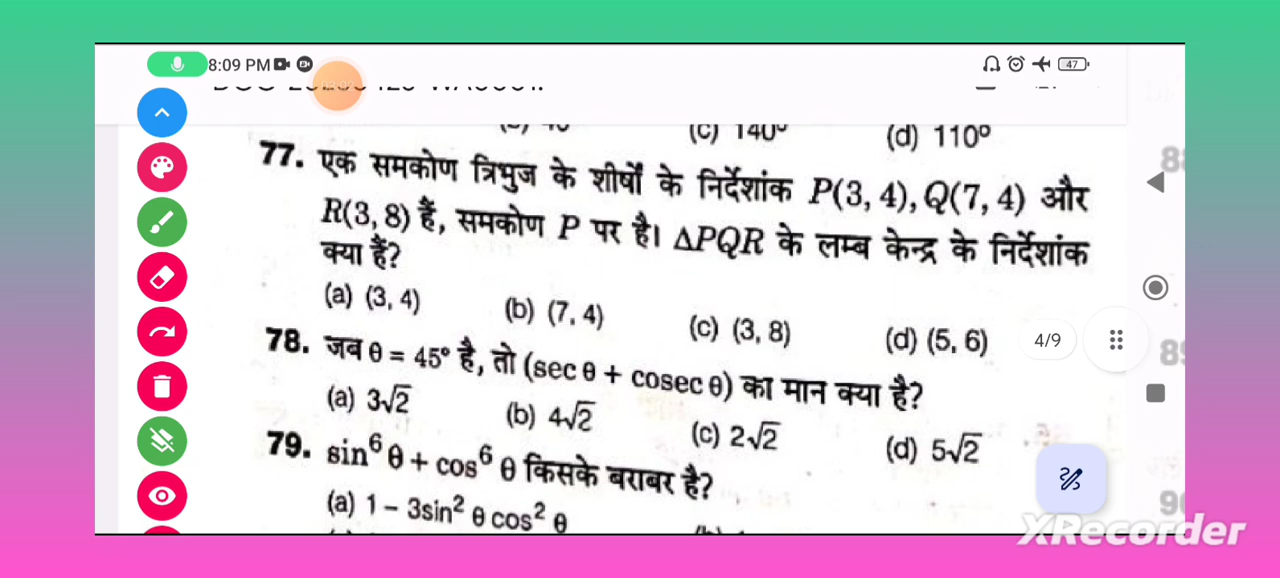 8:09 PM
47
(c) 140°
(d) 110°
77. एक समकोण त्रिभुज के शीर्षों के निर्देशांक P(3, 4), Q(7, 4) और
R(3, 8) हैं, समकोण P पर है। ΔPQR के लम्ब केन्द्र के निर्देशांक
क्या हैं?
(a) (3, 4) (b) (7, 4) (c) (3, 8) (d) (5, 6)
4/9
78. जब θ = 45° है, तो (sec θ + cosec θ) का मान क्या है?
(a) 3√2 (b) 4√2 (c) 2√2 (d) 5√2
79. sin⁶ θ + cos⁶ θ किसके बराबर है?
(a) 1 – 3sin² θ cos² θ
XRecorder